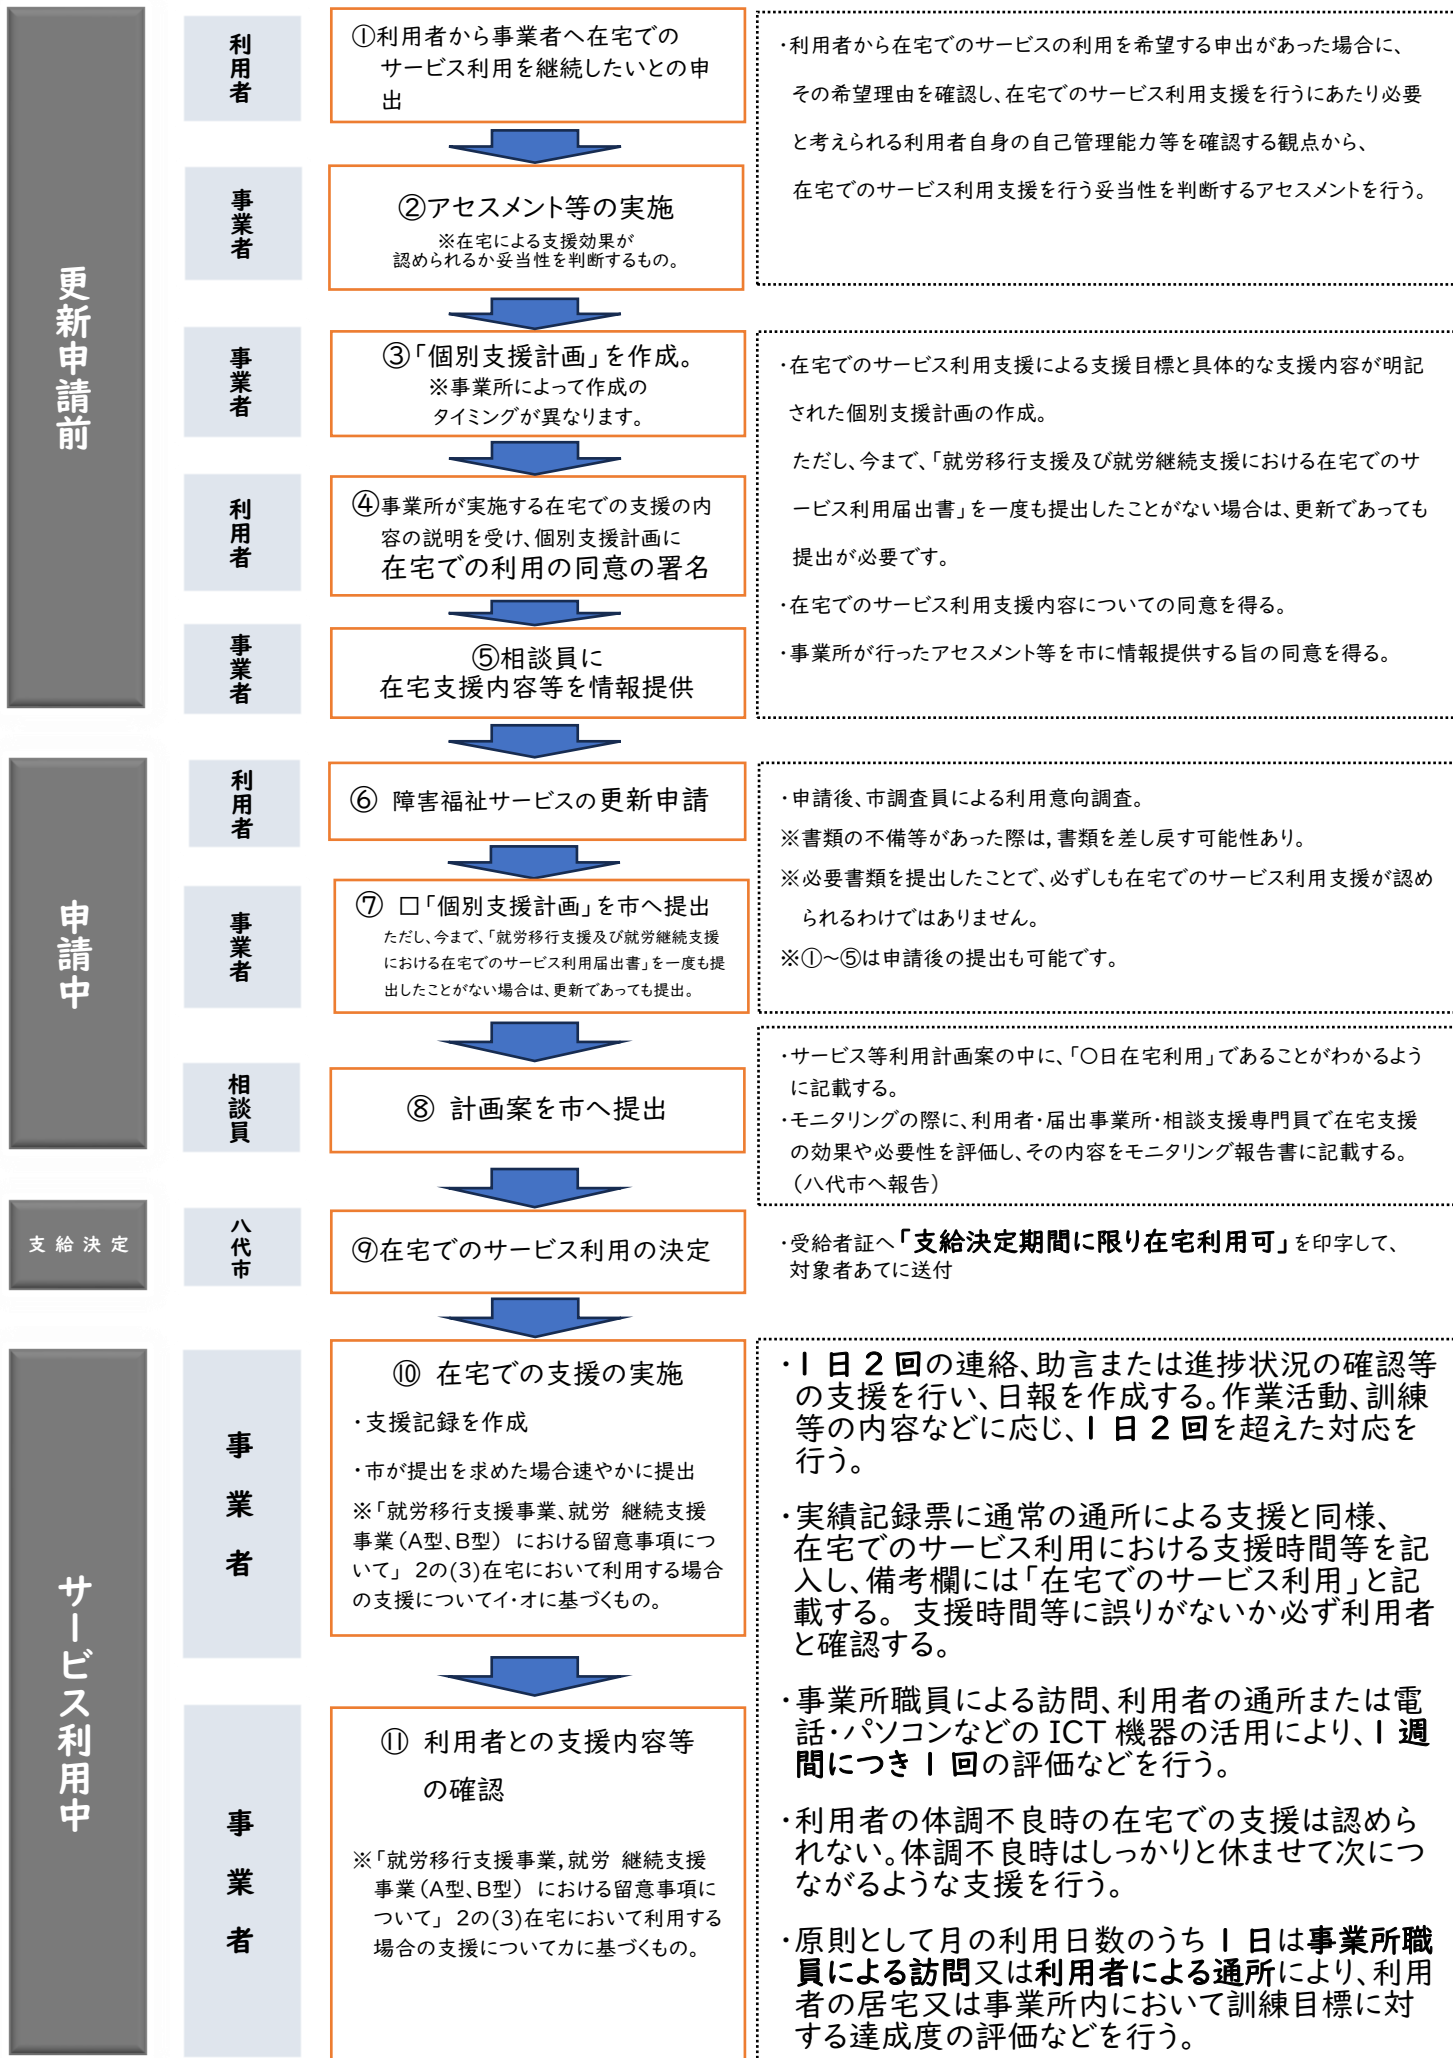 更新申請前
利用者
①利用者から事業者へ在宅での
サービス利用を継続したいとの申
出
・利用者から在宅でのサービスの利用を希望する申出があった場合に、
その希望理由を確認し、在宅でのサービス利用支援を行うにあたり必要
と考えられる利用者自身の自己管理能力等を確認する観点から、
在宅でのサービス利用支援を行う妥当性を判断するアセスメントを行う。
事業者
②アセスメント等の実施
※在宅による支援効果が
認められるか妥当性を判断するもの。
事業者
③「個別支援計画」を作成。
※事業所によって作成の
タイミングが異なります。
・在宅でのサービス利用支援による支援目標と具体的な支援内容が明記
された個別支援計画の作成。
ただし、今まで、「就労移行支援及び就労継続支援における在宅でのサ
ービス利用届出書」を一度も提出したことがない場合は、更新であっても
提出が必要です。
・在宅でのサービス利用支援内容についての同意を得る。
・事業所が行ったアセスメント等を市に情報提供する旨の同意を得る。
利用者
④事業所が実施する在宅での支援の内
容の説明を受け、個別支援計画に
在宅での利用の同意の署名
事業者
⑤相談員に
在宅支援内容等を情報提供
申請中
利用者
⑥ 障害福祉サービスの更新申請
・申請後、市調査員による利用意向調査。
※書類の不備等があった際は,書類を差し戻す可能性あり。
※必要書類を提出したことで、必ずしも在宅でのサービス利用支援が認め
られるわけではありません。
※①~⑤は申請後の提出も可能です。
事業者
⑦ □「個別支援計画」を市へ提出
ただし、今まで、「就労移行支援及び就労継続支援
における在宅でのサービス利用届出書」を一度も提
出したことがない場合は、更新であっても提出。
相談員
⑧ 計画案を市へ提出
・サービス等利用計画案の中に、「〇日在宅利用」であることがわかるよう
に記載する。
・モニタリングの際に、利用者・届出事業所・相談支援専門員で在宅支援
の効果や必要性を評価し、その内容をモニタリング報告書に記載する。
(八代市へ報告)
支給決定
八代市
⑨在宅でのサービス利用の決定
・受給者証へ「支給決定期間に限り在宅利用可」を印字して、
対象者あてに送付
サービス利用中
事業者
⑩ 在宅での支援の実施
・支援記録を作成
・市が提出を求めた場合速やかに提出
※「就労移行支援事業、就労 継続支援
事業(A型、B型) における留意事項につ
いて」 2の(3)在宅において利用する場合
の支援についてイ・オに基づくもの。
・1日2回の連絡、助言または進捗状況の確認等
の支援を行い、日報を作成する。作業活動、訓練
等の内容などに応じ、1日2回を超えた対応を
行う。
・実績記録票に通常の通所による支援と同様、
在宅でのサービス利用における支援時間等を記
入し、備考欄には「在宅でのサービス利用」と記
載する。 支援時間等に誤りがないか必ず利用者
と確認する。
・事業所職員による訪問、利用者の通所または電
話・パソコンなどの ICT 機器の活用により、1週
間につき1回の評価などを行う。
・利用者の体調不良時の在宅での支援は認めら
れない。体調不良時はしっかりと休ませて次につ
ながるような支援を行う。
・原則として月の利用日数のうち1日は事業所職
員による訪問又は利用者による通所により、利用
者の居宅又は事業所内において訓練目標に対
する達成度の評価などを行う。
事業者
⑪ 利用者との支援内容等
の確認
※「就労移行支援事業,就労 継続支援
事業(A型、B型) における留意事項に
ついて」 2の(3)在宅において利用する
場合の支援についてカに基づくもの。